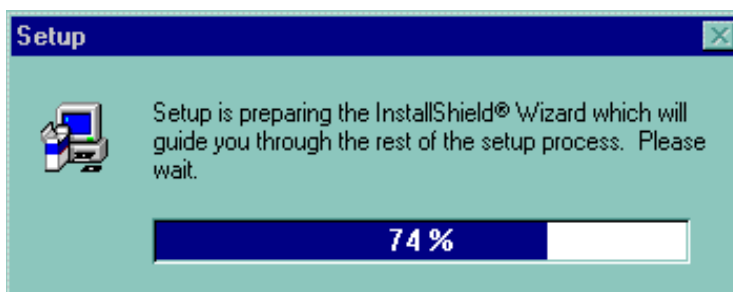 Setup
Setup is preparing the InstallShield® Wizard which will
guide you through the rest of the setup process.  Please
wait.
74%